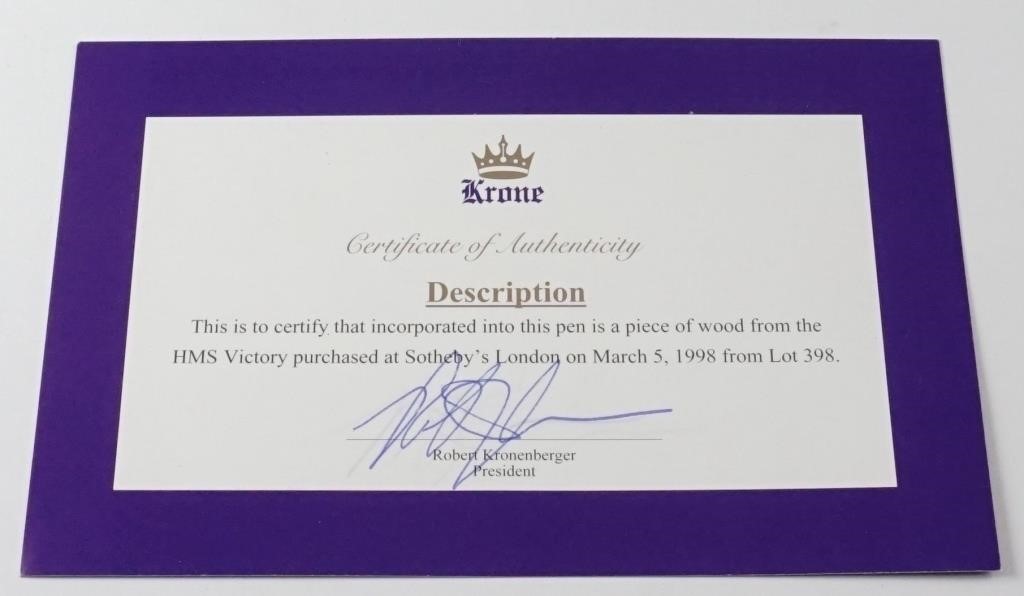 Krone
Certificate of Authenticity
Description
This is to certify that incorporated into this pen is a piece of wood from the
HMS Victory purchased at Sotheby's London on March 5, 1998 from Lot 398.
Robert Kronenberger
President